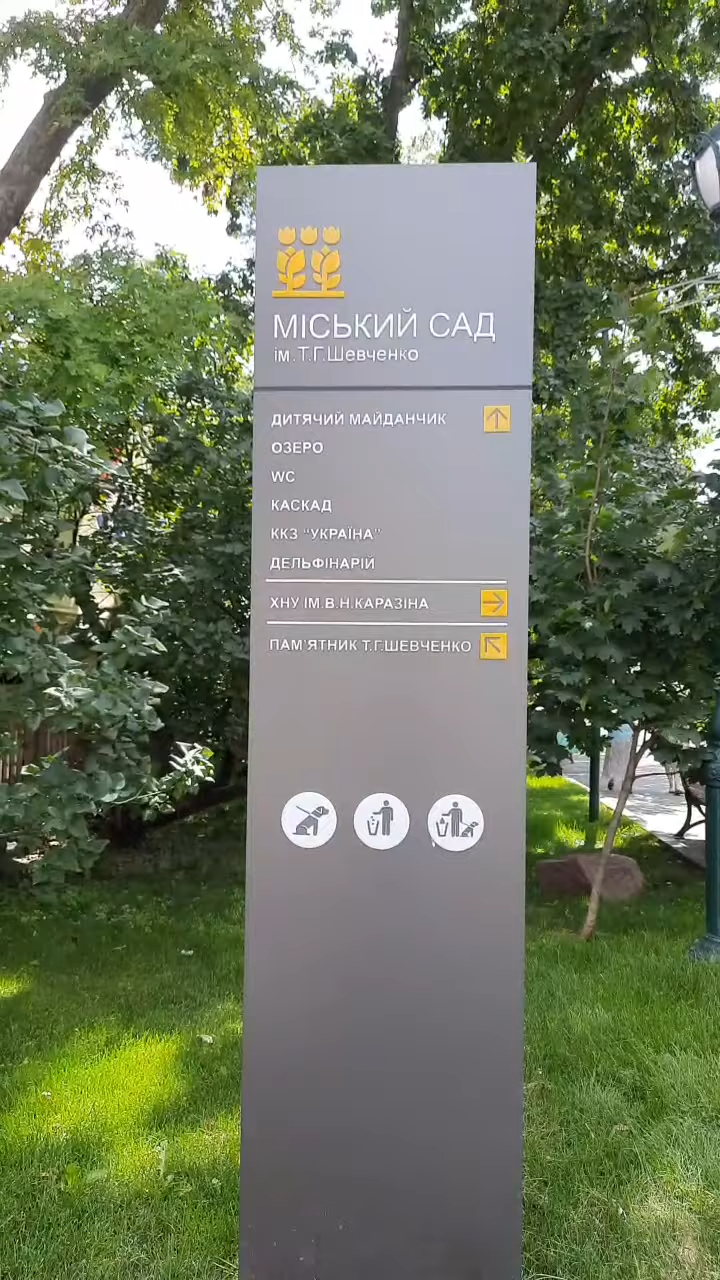 МІСЬКИЙ САД
ім.Т.Г.Шевченко
ДИТЯЧИЙ МАЙДАНЧИК
ОЗЕРО
WC
КАСКАД
ККЗ "УКРАЇНА"
ДЕЛЬФІНАРІЙ
ХНУ ІМ.В.Н.КАРАЗІНА
ПАМ'ЯТНИК Т.Г.ШЕВЧЕНКО